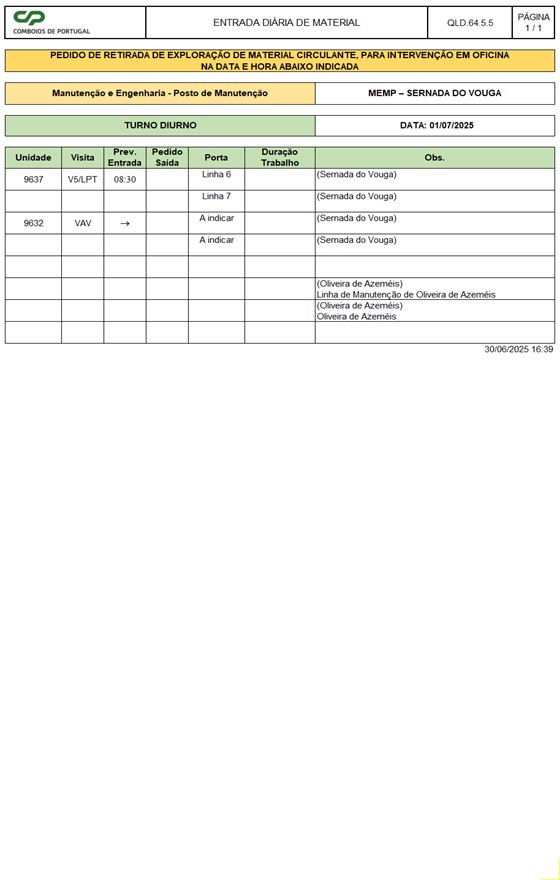 CP
COMBOIOS DE PORTUGAL
ENTRADA DIÁRIA DE MATERIAL
QLD.64.5.5
PÁGINA
1 / 1
PEDIDO DE RETIRADA DE EXPLORAÇÃO DE MATERIAL CIRCULANTE, PARA INTERVENÇÃO EM OFICINA
NA DATA E HORA ABAIXO INDICADA
Manutenção e Engenharia - Posto de Manutenção
MEMP – SERNADA DO VOUGA
TURNO DIURNO
DATA: 01/07/2025
Unidade Visita Prev. Entrada Pedido Saída Porta Duração Trabalho Obs.
9637 V5/LPT 08:30 Linha 6 (Sernada do Vouga)
Linha 7 (Sernada do Vouga)
9632 VAV → A indicar (Sernada do Vouga)
A indicar (Sernada do Vouga)
(Oliveira de Azeméis)
Linha de Manutenção de Oliveira de Azeméis
(Oliveira de Azeméis)
Oliveira de Azeméis
30/06/2025 16:39